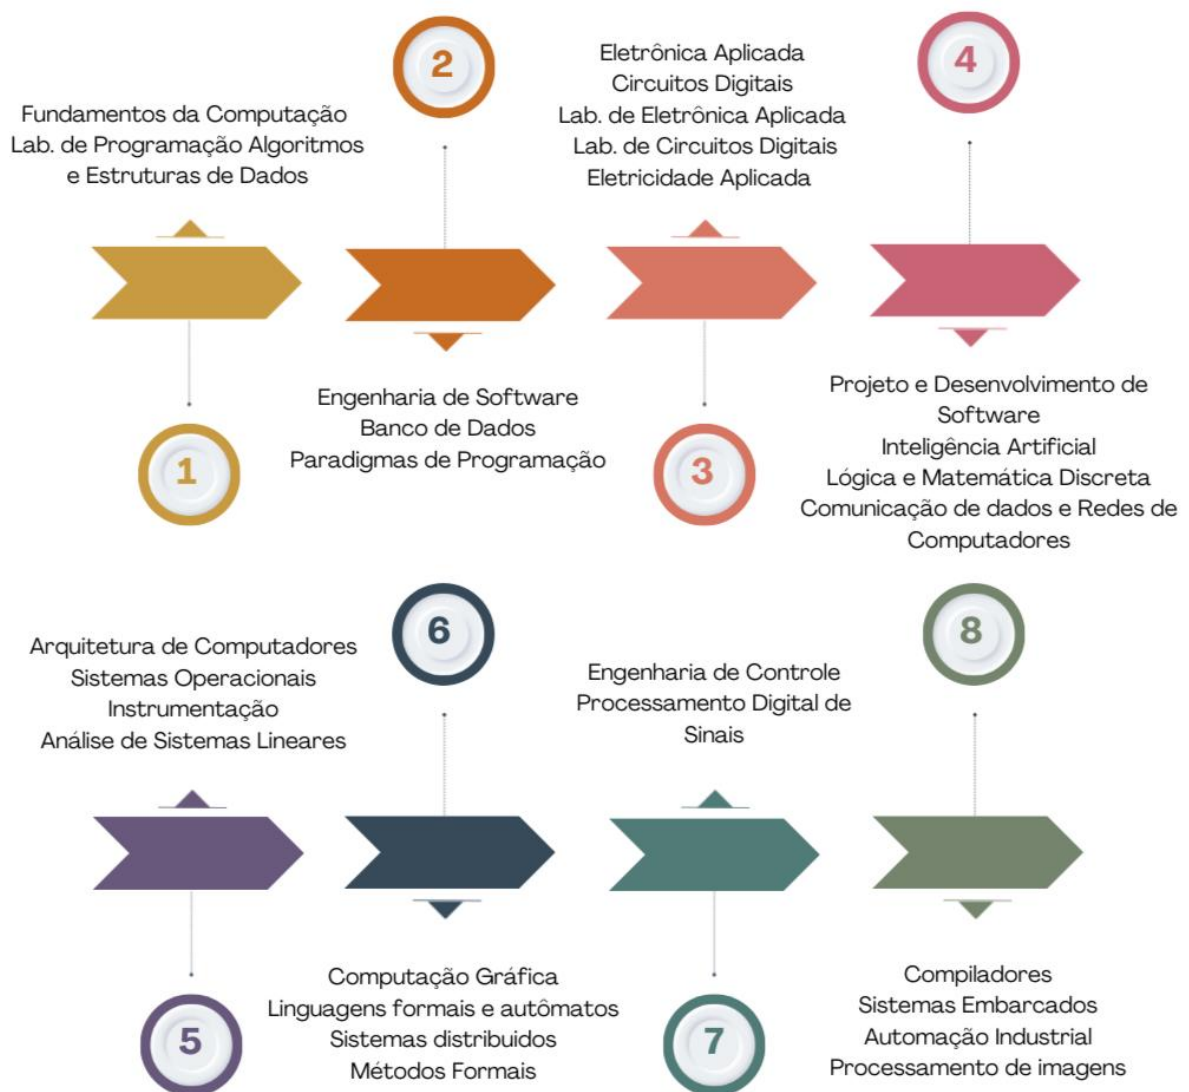 1
Fundamentos da Computação
Lab. de Programação Algoritmos
e Estruturas de Dados
2
Engenharia de Software
Banco de Dados
Paradigmas de Programação
3
Eletrônica Aplicada
Circuitos Digitais
Lab. de Eletrônica Aplicada
Lab. de Circuitos Digitais
Eletricidade Aplicada
4
Projeto e Desenvolvimento de
Software
Inteligência Artificial
Lógica e Matemática Discreta
Comunicação de dados e Redes de
Computadores
5
Arquitetura de Computadores
Sistemas Operacionais
Instrumentação
Análise de Sistemas Lineares
6
Computação Gráfica
Linguagens formais e autômatos
Sistemas distribuidos
Métodos Formais
7
Engenharia de Controle
Processamento Digital de
Sinais
8
Compiladores
Sistemas Embarcados
Automação Industrial
Processamento de imagens